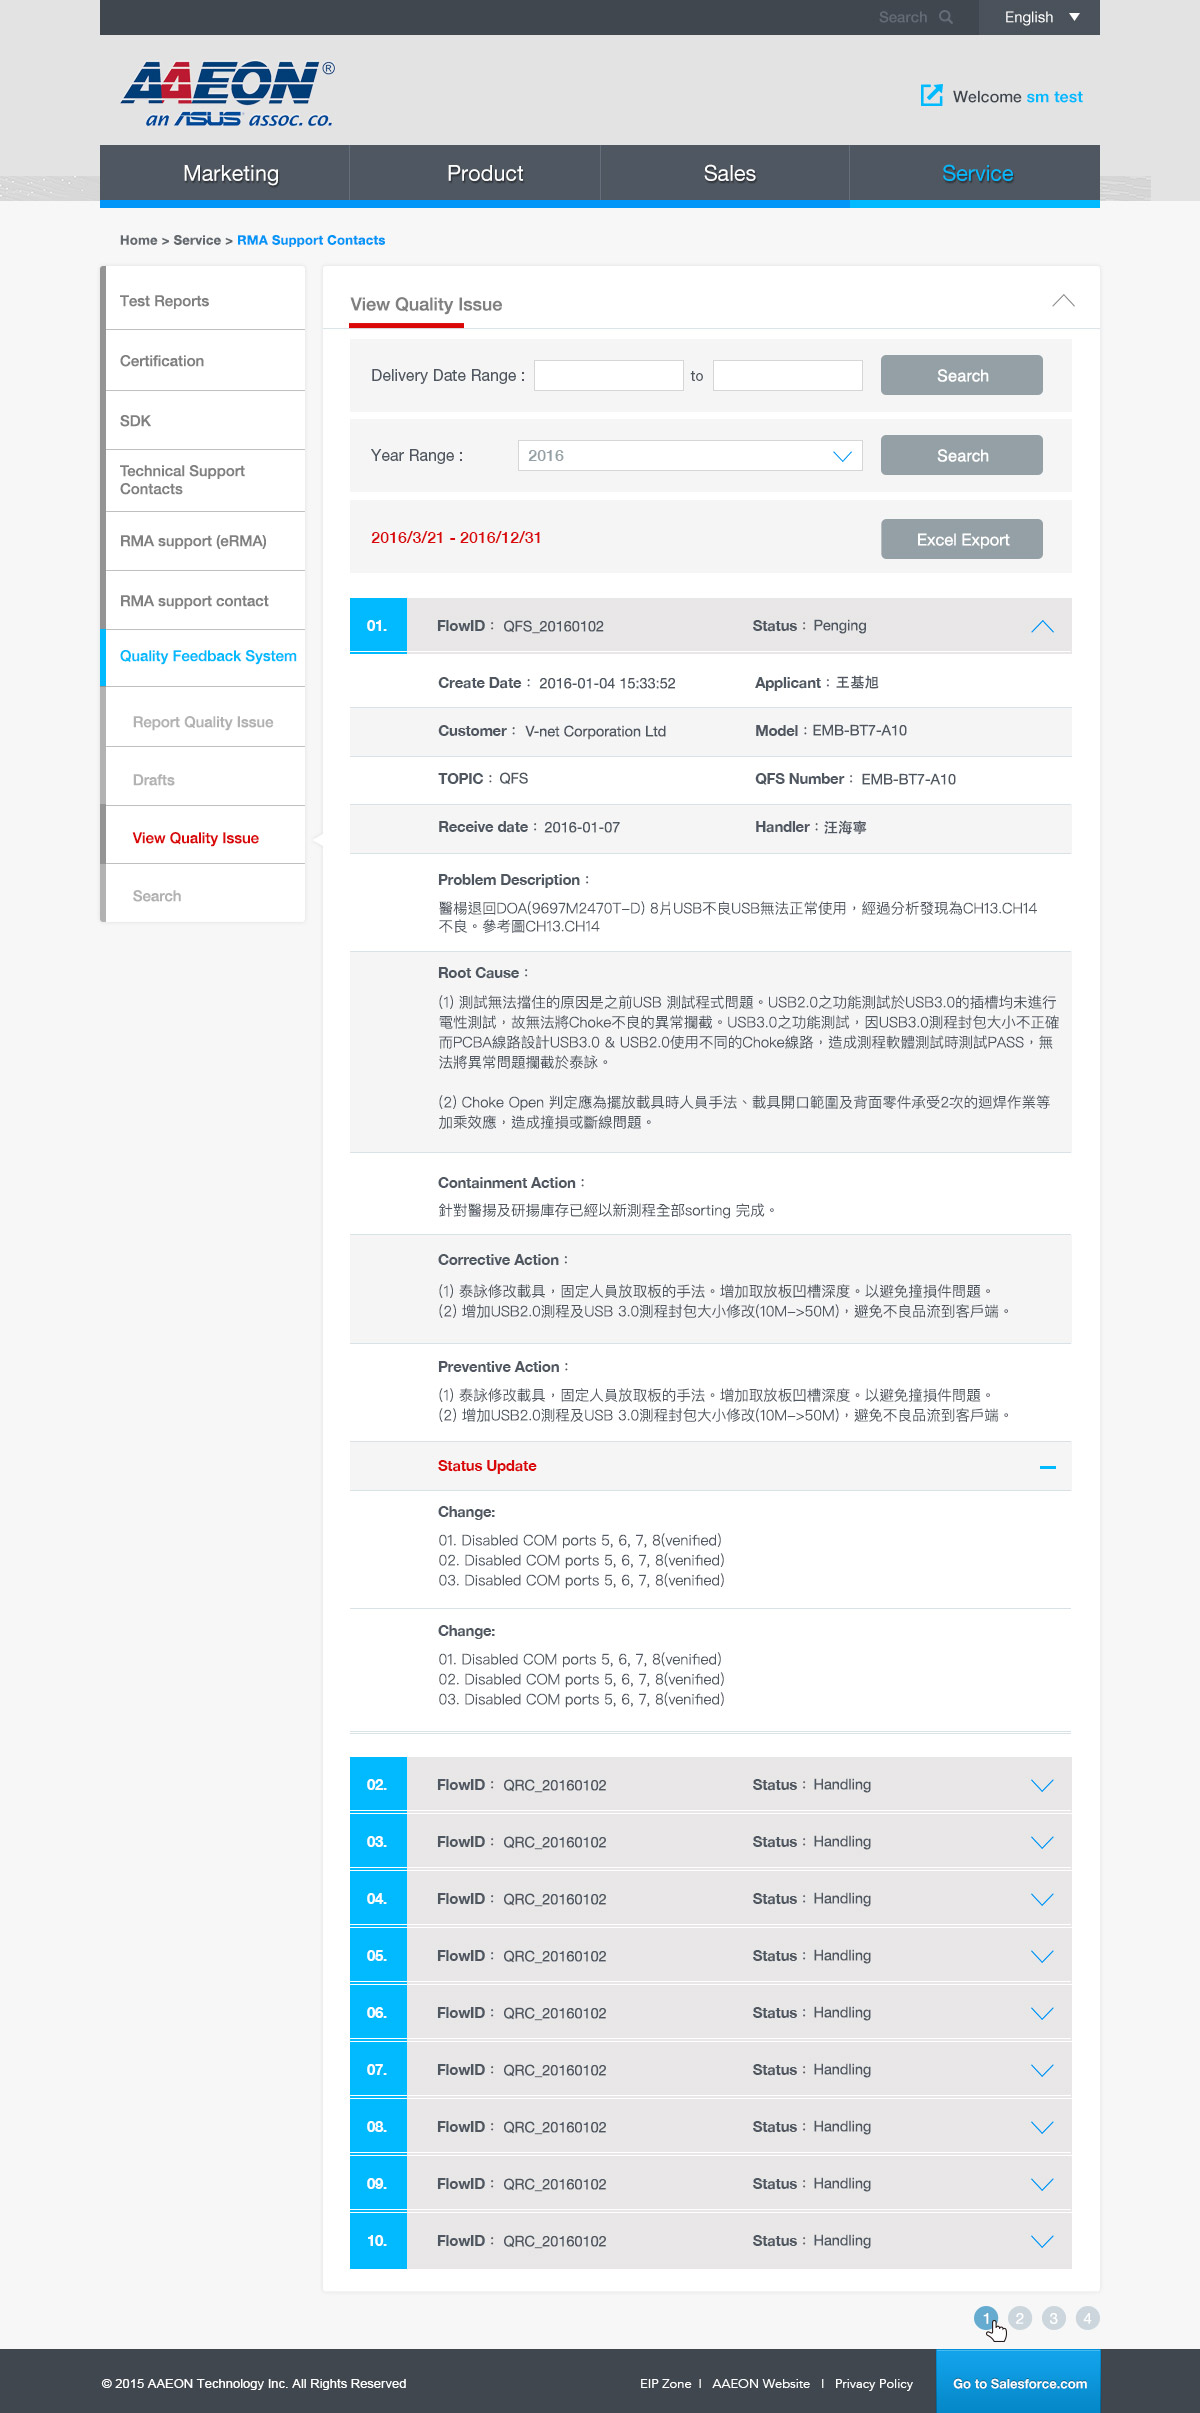 Search
English
AAEON®
an ASUS assoc. co.
Welcome sm test
Marketing
Product
Sales
Service
Home > Service > RMA Support Contacts
Test Reports
Certification
SDK
Technical Support
Contacts
RMA support (eRMA)
RMA support contact
Quality Feedback System
Report Quality Issue
Drafts
View Quality Issue
Search
View Quality Issue
Delivery Date Range : to Search
Year Range : 2016 Search
2016/3/21 - 2016/12/31 Excel Export
01. FlowID： QFS_20160102 Status： Penging
Create Date： 2016-01-04 15:33:52 Applicant：王基旭
Customer： V-net Corporation Ltd Model：EMB-BT7-A10
TOPIC：QFS QFS Number： EMB-BT7-A10
Receive date：2016-01-07 Handler：汪海寧
Problem Description：
醫楊退回DOA(9697M2470T-D) 8片USB不良USB無法正常使用，經過分析發現為CH13.CH14
不良。參考圖CH13.CH14
Root Cause：
(1) 測試無法擋住的原因是之前USB 測試程式問題。USB2.0之功能測試於USB3.0的插槽均未進行
電性測試，故無法將Choke不良的異常攔截。USB3.0之功能測試，因USB3.0測程封包大小不正確
而PCBA線路設計USB3.0 & USB2.0使用不同的Choke線路，造成測程軟體測試時測試PASS，無
法將異常問題攔截於泰詠。
(2) Choke Open 判定應為擺放載具時人員手法、載具開口範圍及背面零件承受2次的迴焊作業等
加乘效應，造成撞損或斷線問題。
Containment Action：
針對醫揚及研揚庫存已經以新測程全部sorting 完成。
Corrective Action：
(1) 泰詠修改載具，固定人員放取板的手法。增加取放板凹槽深度。以避免撞損件問題。
(2) 增加USB2.0測程及USB 3.0測程封包大小修改(10M->50M)，避免不良品流到客戶端。
Preventive Action：
(1) 泰詠修改載具，固定人員放取板的手法。增加取放板凹槽深度。以避免撞損件問題。
(2) 增加USB2.0測程及USB 3.0測程封包大小修改(10M->50M)，避免不良品流到客戶端。
Status Update
Change:
01. Disabled COM ports 5, 6, 7, 8(venified)
02. Disabled COM ports 5, 6, 7, 8(venified)
03. Disabled COM ports 5, 6, 7, 8(venified)
Change:
01. Disabled COM ports 5, 6, 7, 8(venified)
02. Disabled COM ports 5, 6, 7, 8(venified)
03. Disabled COM ports 5, 6, 7, 8(venified)
02. FlowID： QRC_20160102 Status： Handling
03. FlowID： QRC_20160102 Status： Handling
04. FlowID： QRC_20160102 Status： Handling
05. FlowID： QRC_20160102 Status： Handling
06. FlowID： QRC_20160102 Status： Handling
07. FlowID： QRC_20160102 Status： Handling
08. FlowID： QRC_20160102 Status： Handling
09. FlowID： QRC_20160102 Status： Handling
10. FlowID： QRC_20160102 Status： Handling
1 2 3 4
© 2015 AAEON Technology Inc. All Rights Reserved
EIP Zone | AAEON Website | Privacy Policy
Go to Salesforce.com